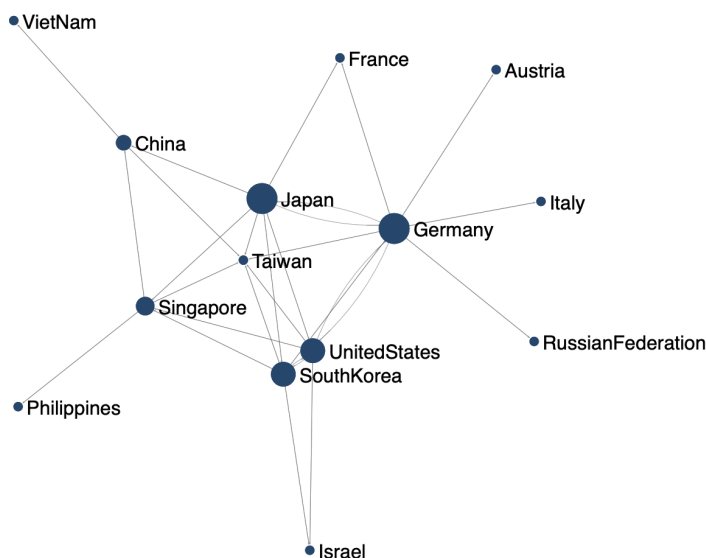 VietNam
France
Austria
China
Japan
Italy
Germany
Taiwan
Singapore
RussianFederation
UnitedStates
SouthKorea
Philippines
Israel